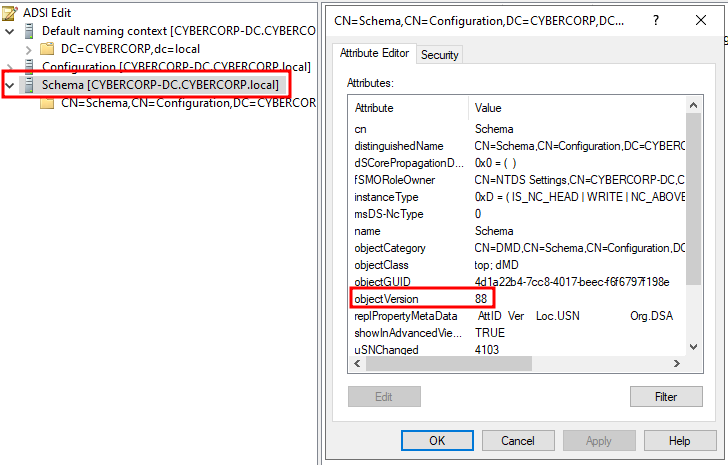 ADSI Edit
Default naming context [CYBERCORP-DC.CYBERCO
DC=CYBERCORP,dc=local
Configuration [CYBERCORP-DC.CYBERCORP.local]
Schema [CYBERCORP-DC.CYBERCORP.local]
CN=Schema,CN=Configuration,DC=CYBERCOR
CN=Schema,CN=Configuration,DC=CYBERCORP,DC...
Attribute Editor Security
Attributes:
Attribute Value
cn Schema
distinguishedName CN=Schema,CN=Configuration,DC=CYBERCO
dSCorePropagationD... 0x0 = ( )
fSMORoleOwner CN=NTDS Settings,CN=CYBERCORP-DC,C
instanceType 0xD = ( IS_NC_HEAD | WRITE | NC_ABOVE
msDS-NcType 0
name Schema
objectCategory CN=DMD,CN=Schema,CN=Configuration,DC
objectClass top; dMD
objectGUID 4d1a22b4-7cc8-4017-beec-f6f6797f198e
objectVersion 88
replPropertyMetaData AttID Ver Loc.USN Org.DSA
showInAdvancedVie... TRUE
uSNChanged 4103
Edit Filter
OK Cancel Apply Help